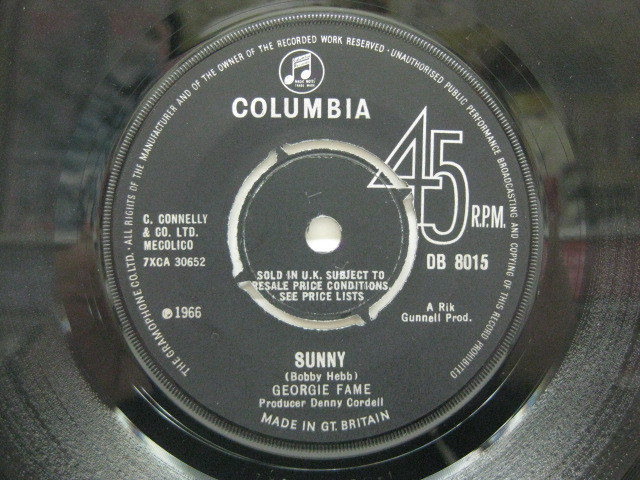 THE GRAMOPHONE CO. LTD. · ALL RIGHTS OF THE MANUFACTURER AND OF THE OWNER OF THE RECORDED WORK RESERVED · UNAUTHORISED PUBLIC PERFORMANCE BROADCASTING AND COPYING OF THIS RECORD PROHIBITED
COLUMBIA
45
R.P.M.
C. CONNELLY
& CO. LTD.
MECOLICO
7XCA 30652
DB 8015
SOLD IN U.K. SUBJECT TO
RESALE PRICE CONDITIONS,
SEE PRICE LISTS
℗ 1966
A Rik
Gunnell Prod.
SUNNY
(Bobby Hebb)
GEORGIE FAME
Producer Denny Cordell
MADE IN GT. BRITAIN